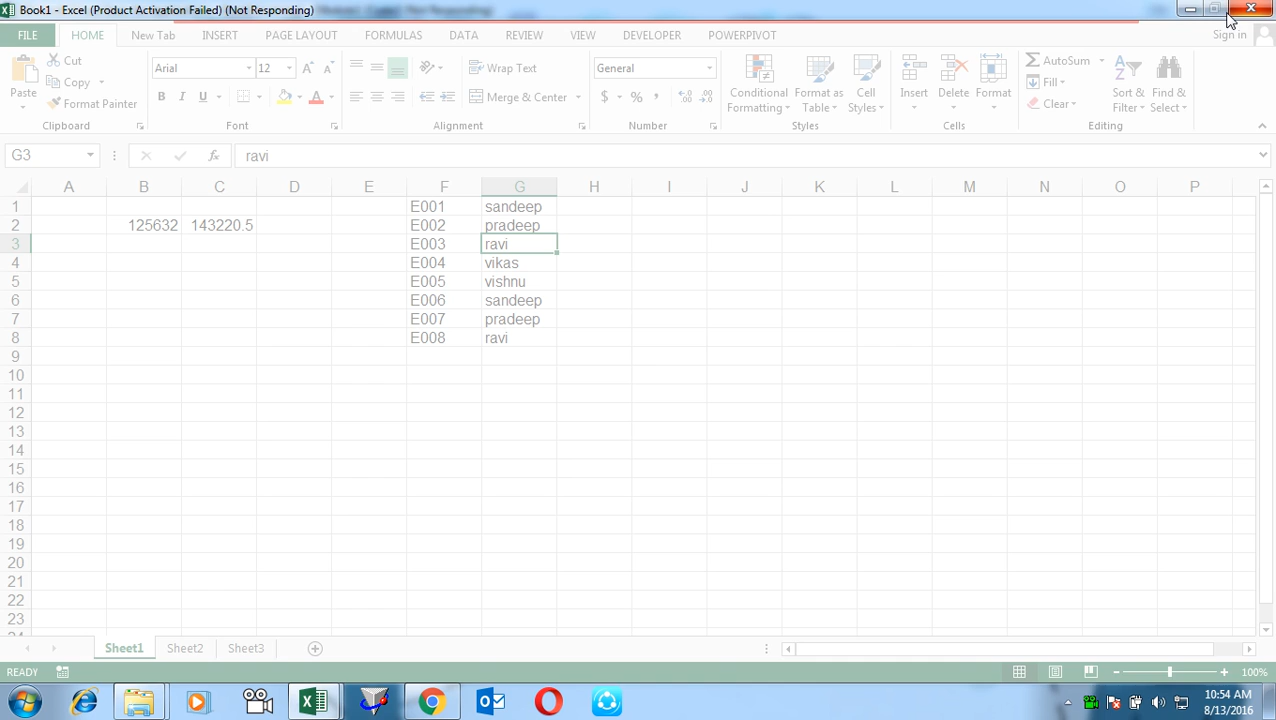 Book1 - Excel (Product Activation Failed) (Not Responding)
FILE HOME New Tab INSERT PAGE LAYOUT FORMULAS DATA REVIEW VIEW DEVELOPER POWERPIVOT Sign in
Paste Cut Copy Format Painter Clipboard
Arial 12 B I U A Font
Wrap Text Merge & Center Alignment
General $ % , Number
Conditional Formatting Format as Table Cell Styles Styles
Insert Delete Format Cells
AutoSum Fill Clear Sort & Filter Find & Select Editing
G3 fx ravi
A B C D E F G H I J K L M N O P
1 E001 sandeep
2 125632 143220.5 E002 pradeep
3 E003 ravi
4 E004 vikas
5 E005 vishnu
6 E006 sandeep
7 E007 pradeep
8 E008 ravi
9
10
11
12
13
14
15
16
17
18
19
20
21
22
23
24
Sheet1 Sheet2 Sheet3
READY 100%
10:54 AM
8/13/2016